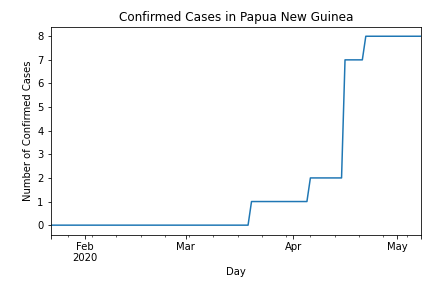 Confirmed Cases in Papua New Guinea
Number of Confirmed Cases
8
7
6
5
4
3
2
1
0
Feb Mar Apr May
2020
Day